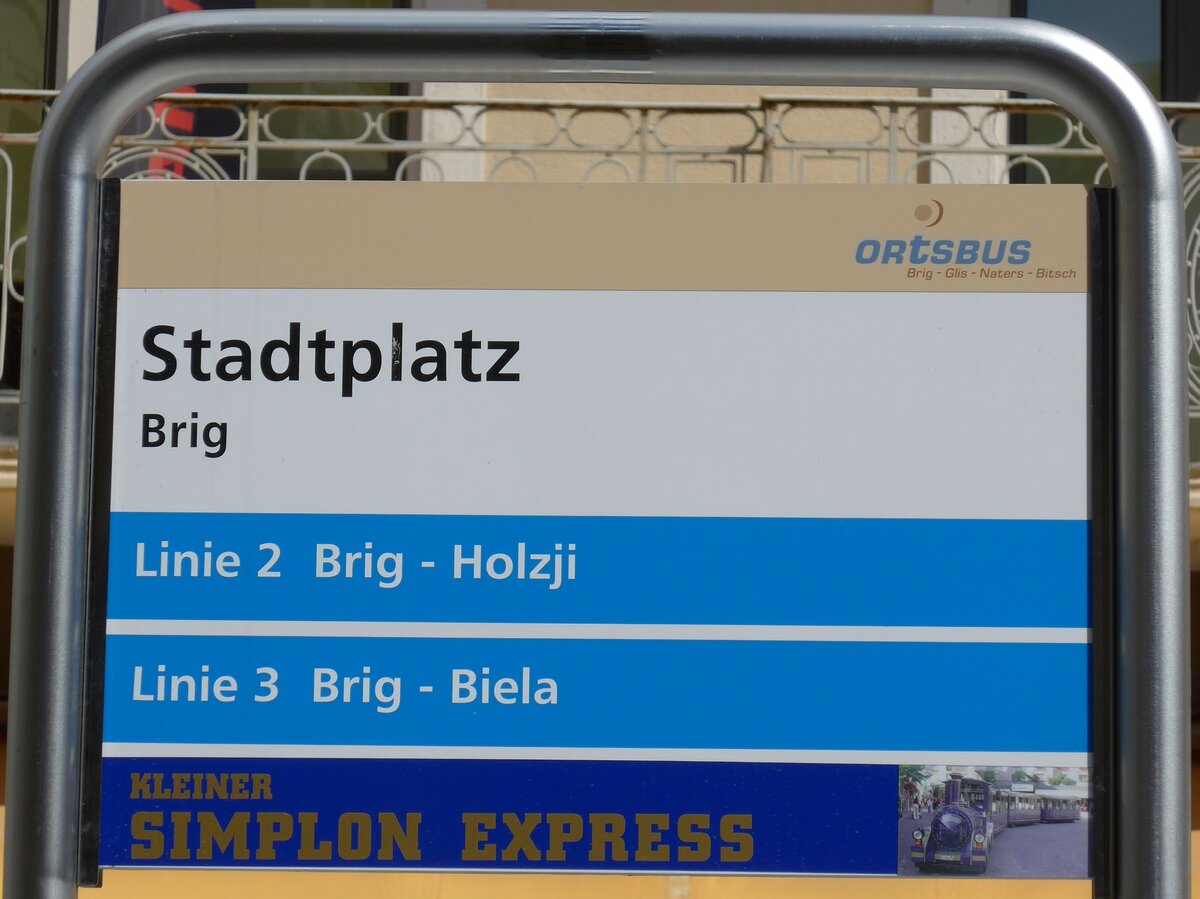 ORTSBUS
Brig - Glis - Naters - Bitsch
Stadtplatz
Brig
Linie 2 Brig - Holzji
Linie 3 Brig - Biela
KLEINER
SIMPLON EXPRESS